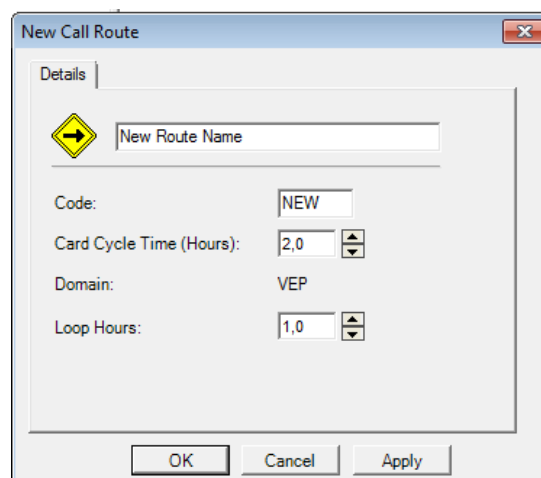 New Call Route
Details
New Route Name
Code: NEW
Card Cycle Time (Hours): 2,0
Domain: VEP
Loop Hours: 1,0
OK Cancel Apply